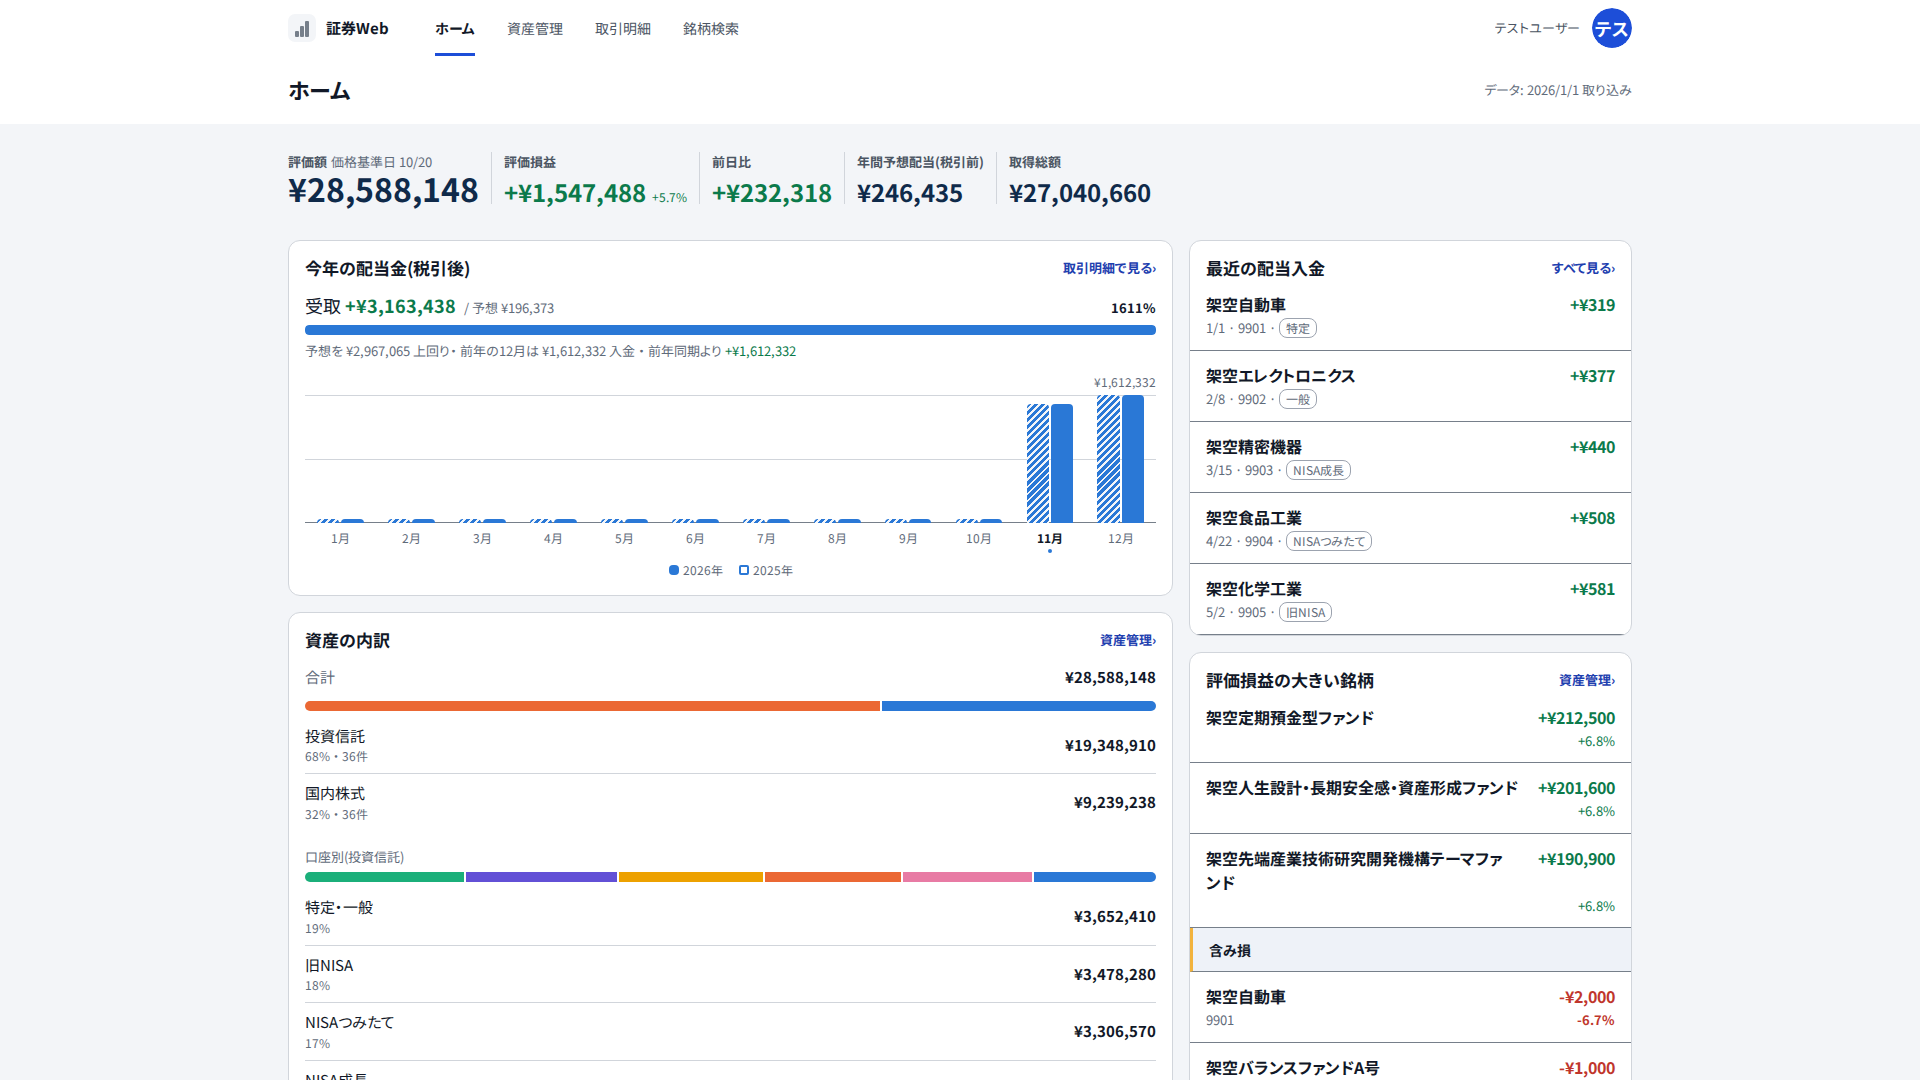 証券Web
ホーム
資産管理
取引明細
銘柄検索
テストユーザー
テス
ホーム
データ: 2026/1/1 取り込み
評価額 価格基準日 10/20
¥28,588,148
評価損益
+¥1,547,488 +5.7%
前日比
+¥232,318
年間予想配当(税引前)
¥246,435
取得総額
¥27,040,660
今年の配当金(税引後)
取引明細で見る›
受取 +¥3,163,438 / 予想 ¥196,373
1611%
予想を ¥2,967,065 上回り・前年の12月は ¥1,612,332 入金・前年同期より +¥1,612,332
¥1,612,332
1月 2月 3月 4月 5月 6月 7月 8月 9月 10月 11月 12月
2026年 2025年
資産の内訳
資産管理›
合計
¥28,588,148
投資信託
68%・36件
¥19,348,910
国内株式
32%・36件
¥9,239,238
口座別(投資信託)
特定・一般
19%
¥3,652,410
旧NISA
18%
¥3,478,280
NISAつみたて
17%
¥3,306,570
NISA成長
最近の配当入金
すべて見る›
架空自動車
+¥319
1/1・9901・特定
架空エレクトロニクス
+¥377
2/8・9902・一般
架空精密機器
+¥440
3/15・9903・NISA成長
架空食品工業
+¥508
4/22・9904・NISAつみたて
架空化学工業
+¥581
5/2・9905・旧NISA
評価損益の大きい銘柄
資産管理›
架空定期預金型ファンド
+¥212,500
+6.8%
架空人生設計・長期安全感・資産形成ファンド
+¥201,600
+6.8%
架空先端産業技術研究開発機構テーマファ
ンド
+¥190,900
+6.8%
含み損
架空自動車
-¥2,000
9901
-6.7%
架空バランスファンドA号
-¥1,000